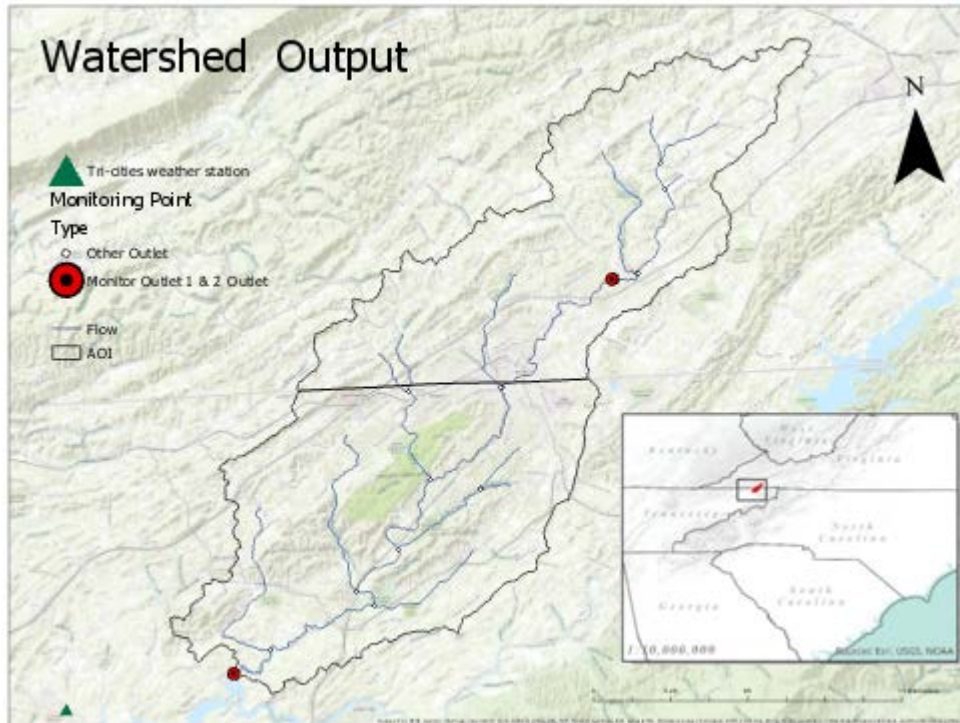 Watershed Output
N
Tri-cities weather station
Monitoring Point
Type
Other Outlet
Monitor Outlet 1 & 2 Outlet
Flow
AOI
West
Virginia
Kentucky
Virginia
Tennessee
North
Carolina
South
Carolina
Georgia
1:10,000,000
Sources: Esri, USGS, NOAA